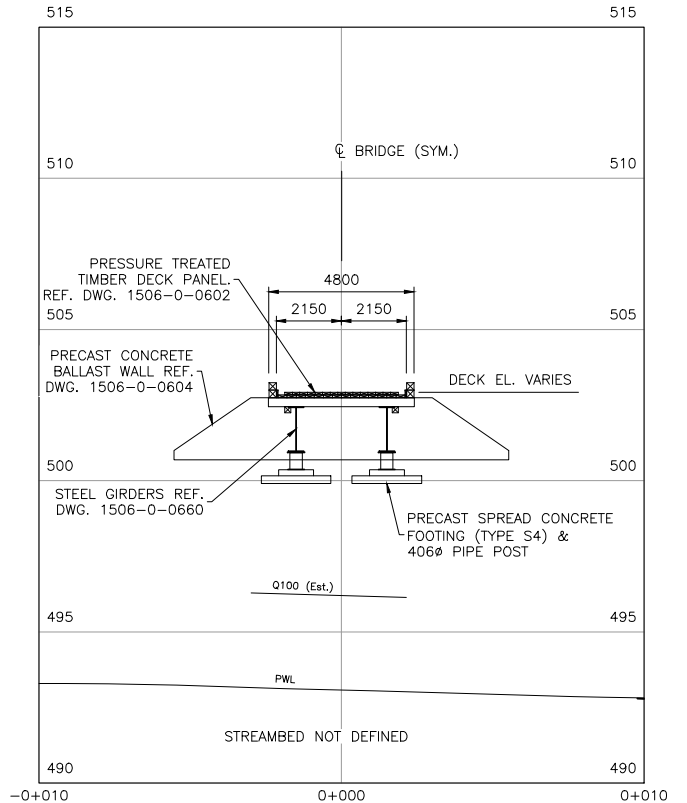 515 515
℄ BRIDGE (SYM.)
510 510
PRESSURE TREATED
TIMBER DECK PANEL.
REF. DWG. 1506-0-0602
4800
2150 2150
505 505
PRECAST CONCRETE
BALLAST WALL REF.
DWG. 1506-0-0604
DECK EL. VARIES
500 500
STEEL GIRDERS REF.
DWG. 1506-0-0660
PRECAST SPREAD CONCRETE
FOOTING (TYPE S4) &
406ø PIPE POST
Q100 (Est.)
495 495
PWL
STREAMBED NOT DEFINED
490 490
-0+010 0+000 0+010